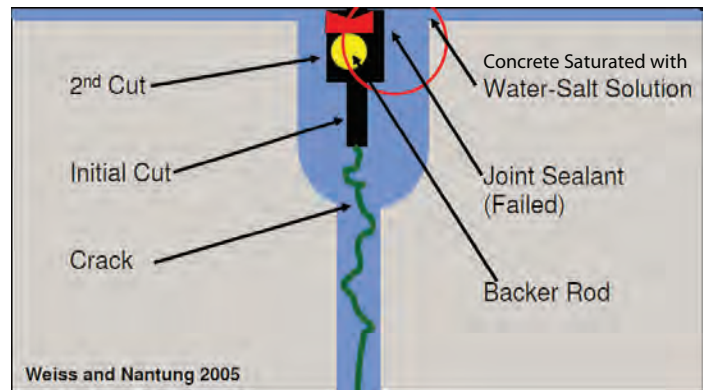 2nd Cut
Initial Cut
Crack
Concrete Saturated with
Water-Salt Solution
Joint Sealant
(Failed)
Backer Rod
Weiss and Nantung 2005